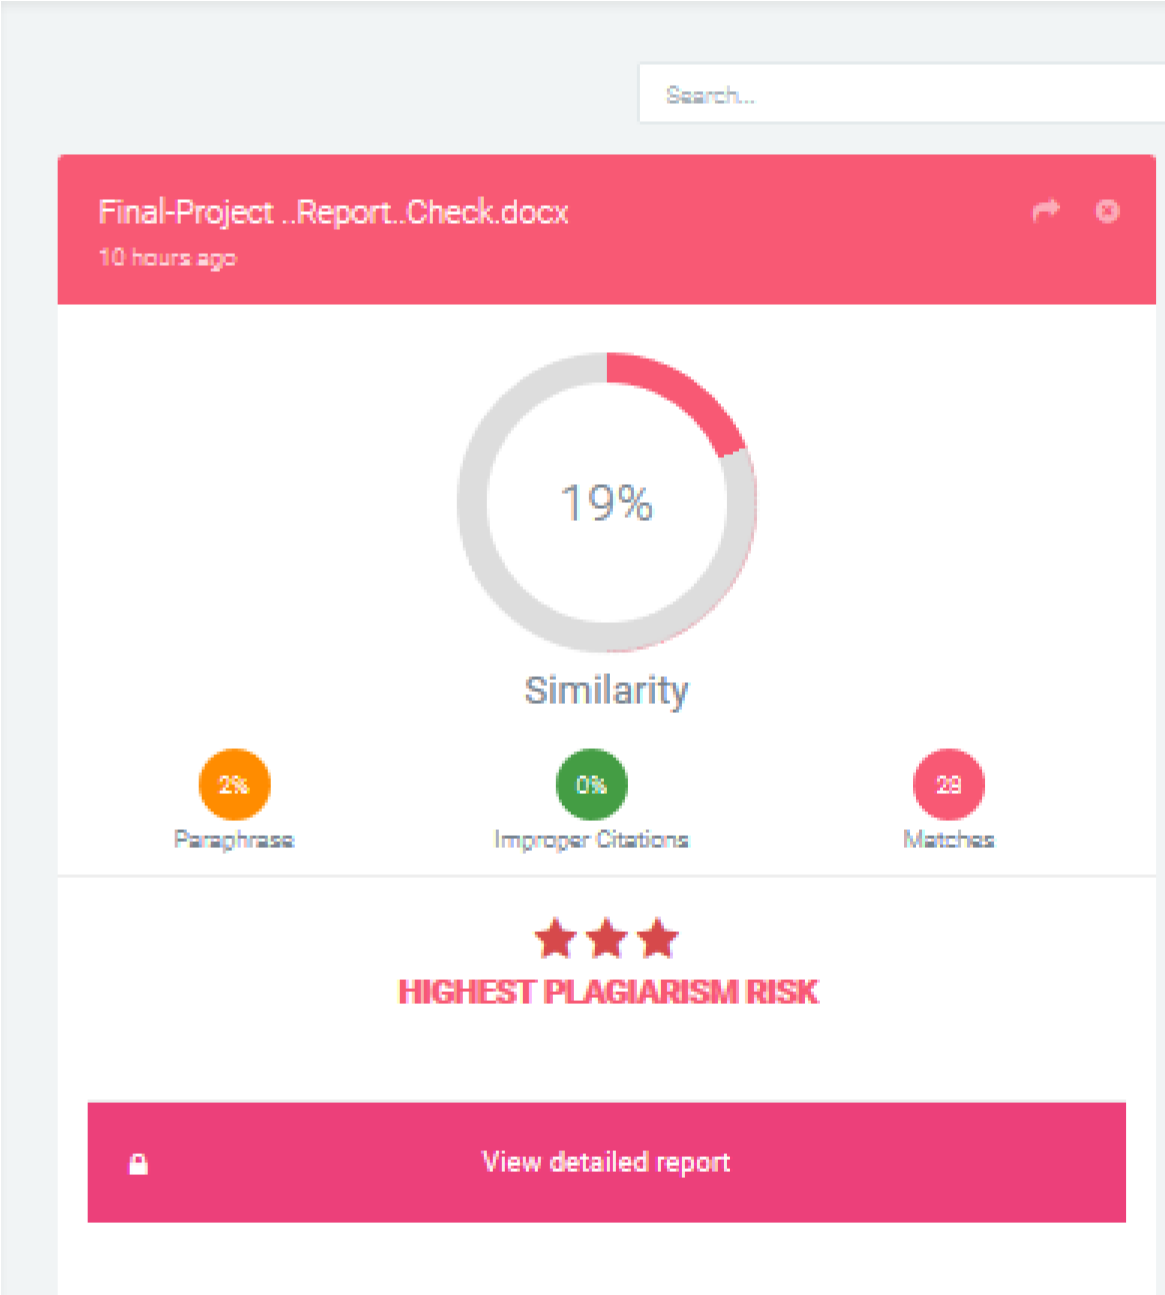 Search...
Final-Project ..Report..Check.docx
10 hours ago
19%
Similarity
2%
0%
28
Paraphrase
Improper Citations
Matches
HIGHEST PLAGIARISM RISK
View detailed report